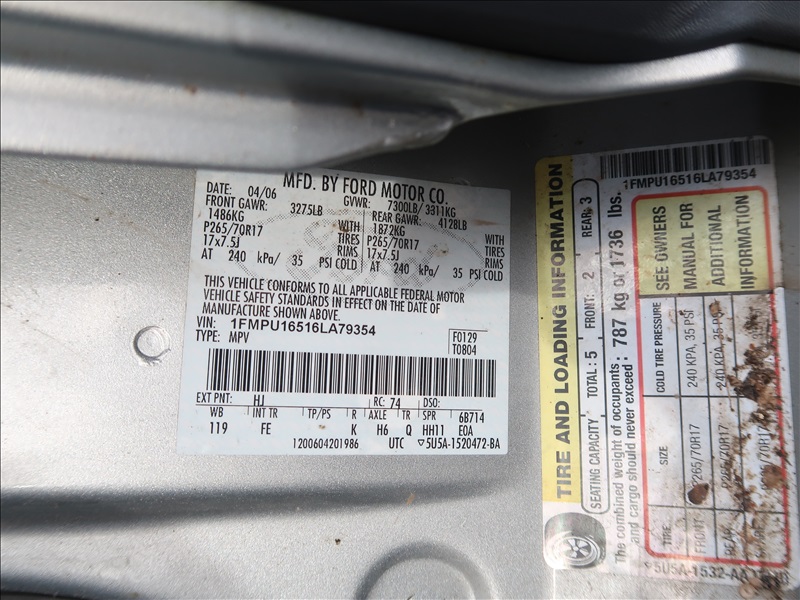 MFD. BY FORD MOTOR CO.
DATE: 04/06 GVWR: 7300LB/ 3311KG
FRONT GAWR: 3275LB REAR GAWR: 4128LB
1486KG WITH 1872KG WITH
P265/70R17 TIRES P265/70R17 TIRES
17x7.5J RIMS 17x7.5J RIMS
AT 240 kPa/ 35 PSI COLD AT 240 kPa/ 35 PSI COLD
THIS VEHICLE CONFORMS TO ALL APPLICABLE FEDERAL MOTOR
VEHICLE SAFETY STANDARDS IN EFFECT ON THE DATE OF
MANUFACTURE SHOWN ABOVE.
VIN: 1FMPU16516LA79354 F0129
TYPE: MPV T0804
EXT PNT: HJ RC: 74 DSO:
WB INT TR TP/PS R AXLE TR SPR 6B714
119 FE K H6 Q HH11 E0A
1200604201986 UTC 5U5A-1520472-BA
1FMPU16516LA79354
TIRE AND LOADING INFORMATION
SEATING CAPACITY TOTAL: 5 FRONT: 2 REAR: 3
The combined weight of occupants : 787 kg or 1736 lbs.
and cargo should never exceed :
TIRE SIZE COLD TIRE PRESSURE
FRONT P265/70R17 240 KPA, 35 PSI
P265/70R17 240 KPA, 35 PSI
SEE OWNERS
MANUAL FOR
ADDITIONAL
INFORMATION